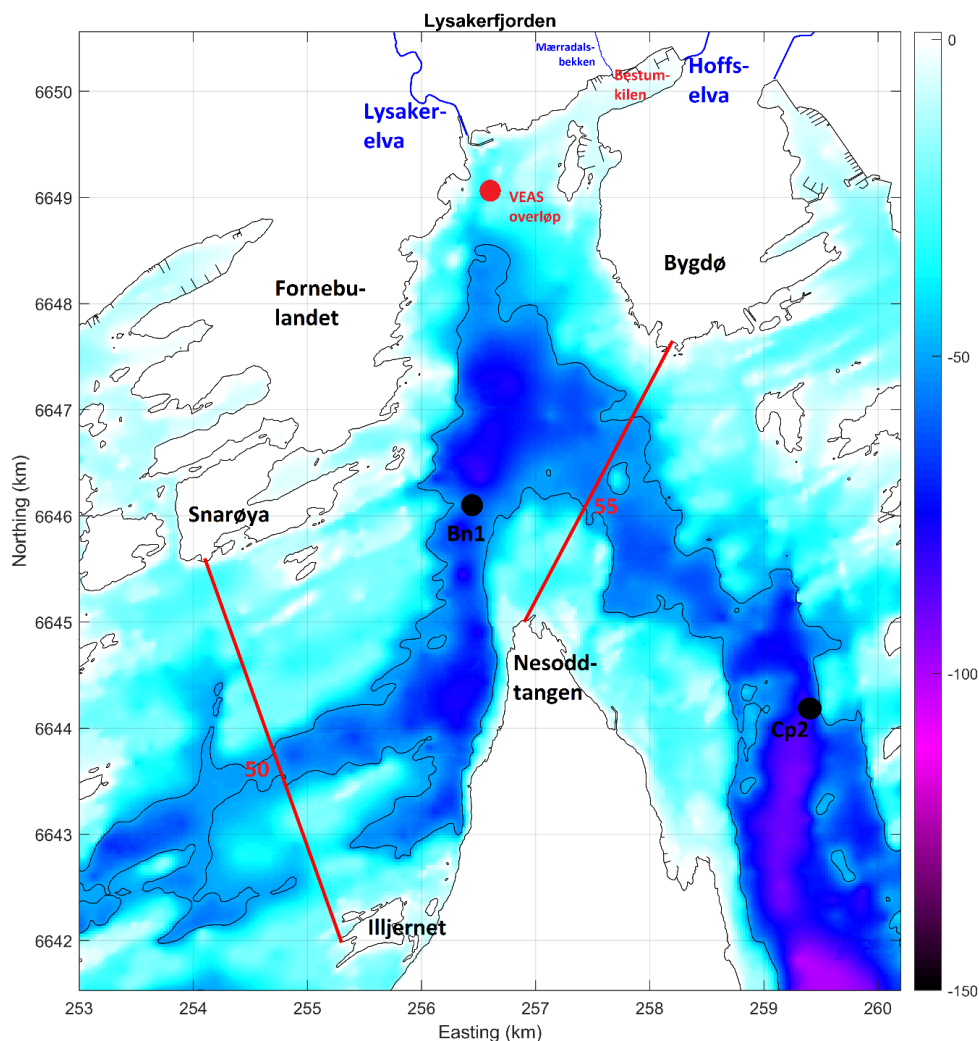 Lysakerfjorden
Mærradals-
bekken
Bestum-
kilen
Hoffs-
elva
Lysaker-
elva
VEAS
overløp
Bygdø
Fornebu-
landet
Snarøya
Bn1
55
Nesodd-
tangen
Cp2
50
Illjernet
6650
6649
6648
6647
6646
6645
6644
6643
6642
Northing (km)
253
254
255
256
257
258
259
260
Easting (km)
0
-50
-100
-150